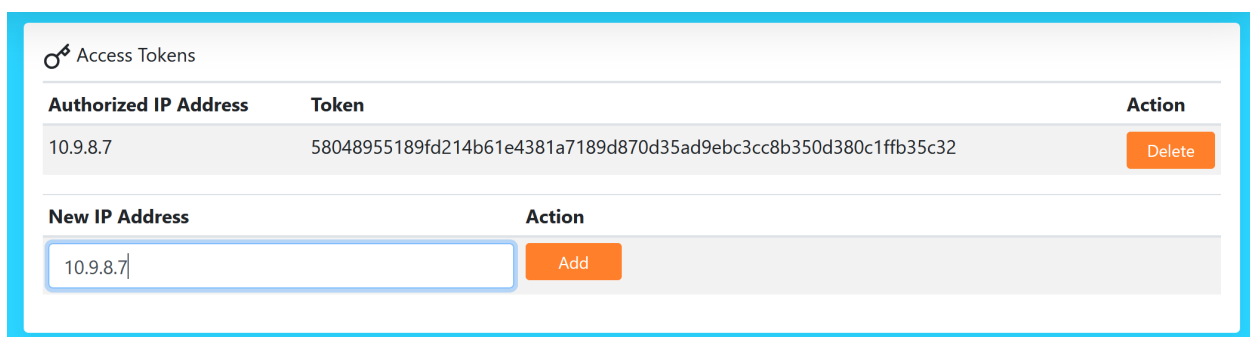 Access Tokens
Authorized IP Address Token Action
10.9.8.7 58048955189fd214b61e4381a7189d870d35ad9ebc3cc8b350d380c1ffb35c32 Delete
New IP Address Action
10.9.8.7 Add